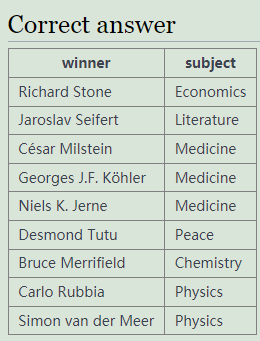 Correct answer
winner subject
Richard Stone Economics
Jaroslav Seifert Literature
César Milstein Medicine
Georges J.F. Köhler Medicine
Niels K. Jerne Medicine
Desmond Tutu Peace
Bruce Merrifield Chemistry
Carlo Rubbia Physics
Simon van der Meer Physics